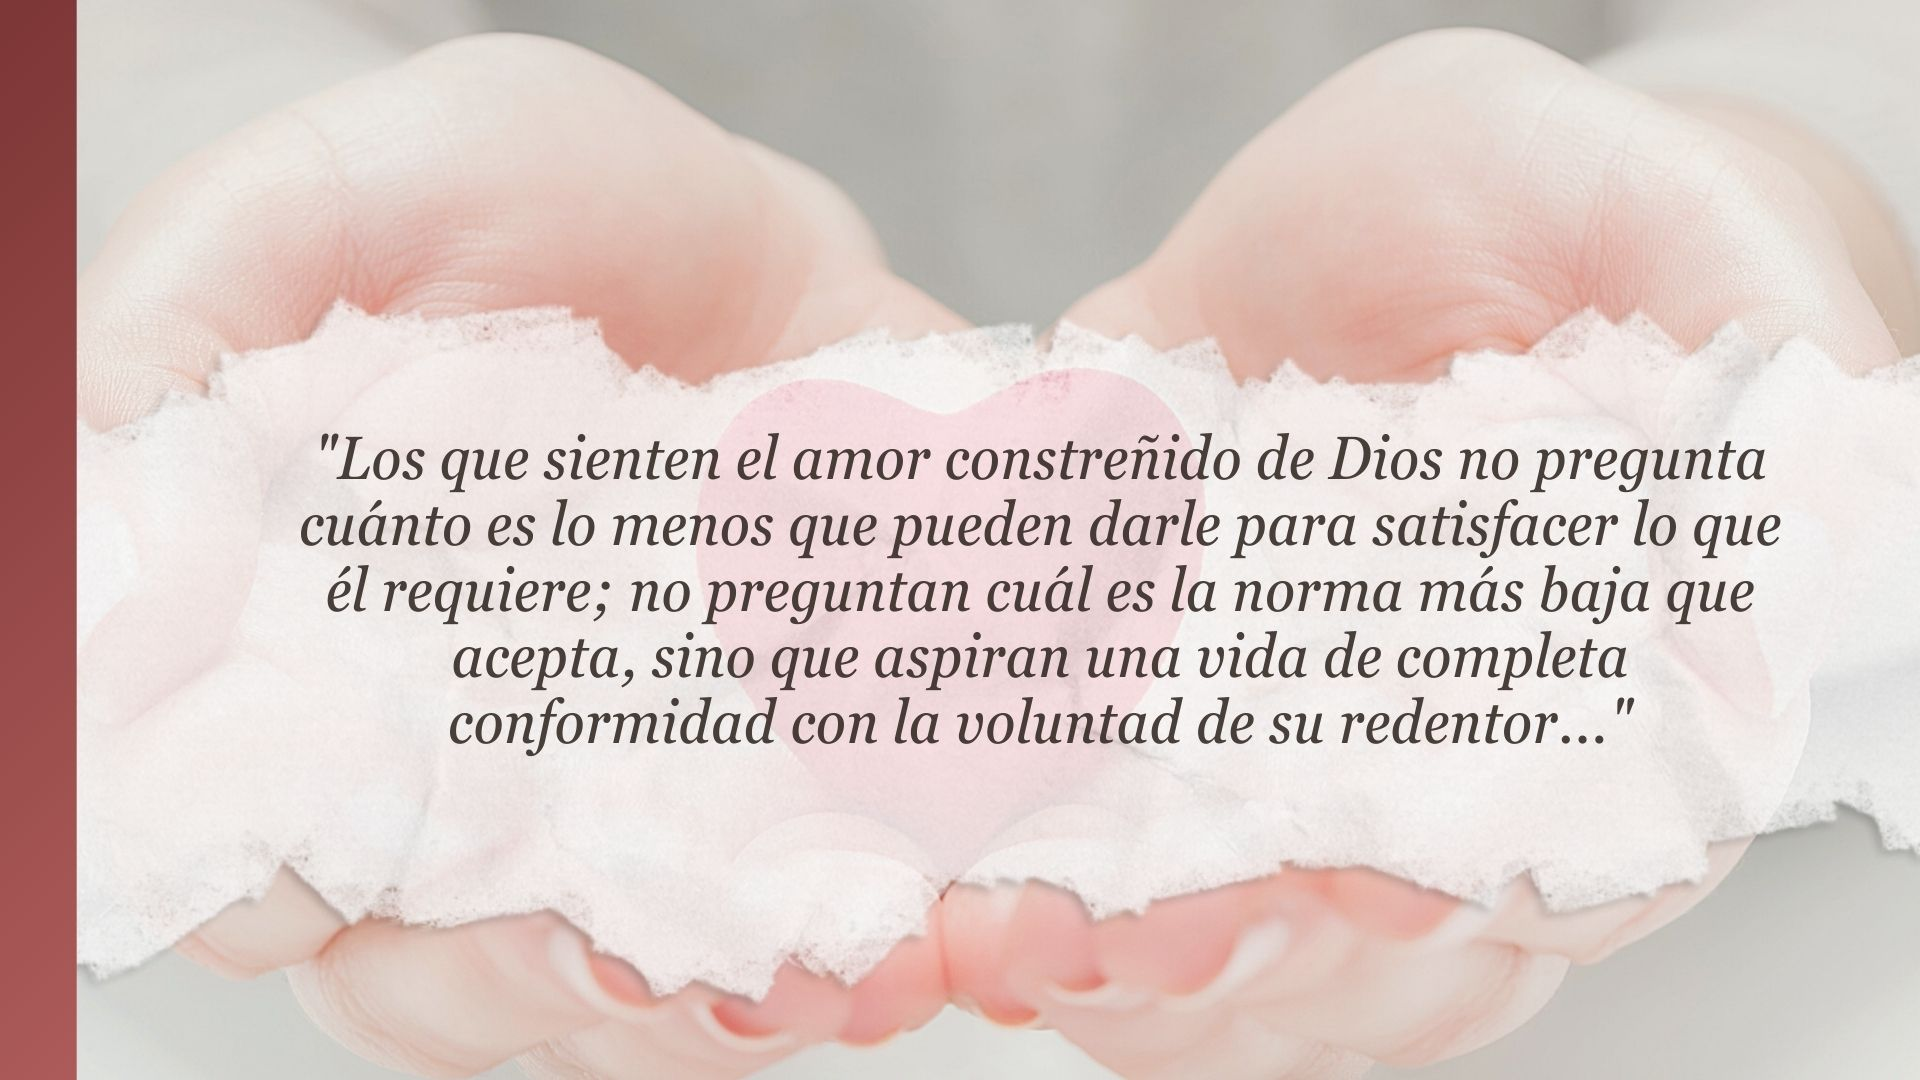 "Los que sienten el amor constreñido de Dios no pregunta
cuánto es lo menos que pueden darle para satisfacer lo que
él requiere; no preguntan cuál es la norma más baja que
acepta, sino que aspiran una vida de completa
conformidad con la voluntad de su redentor..."